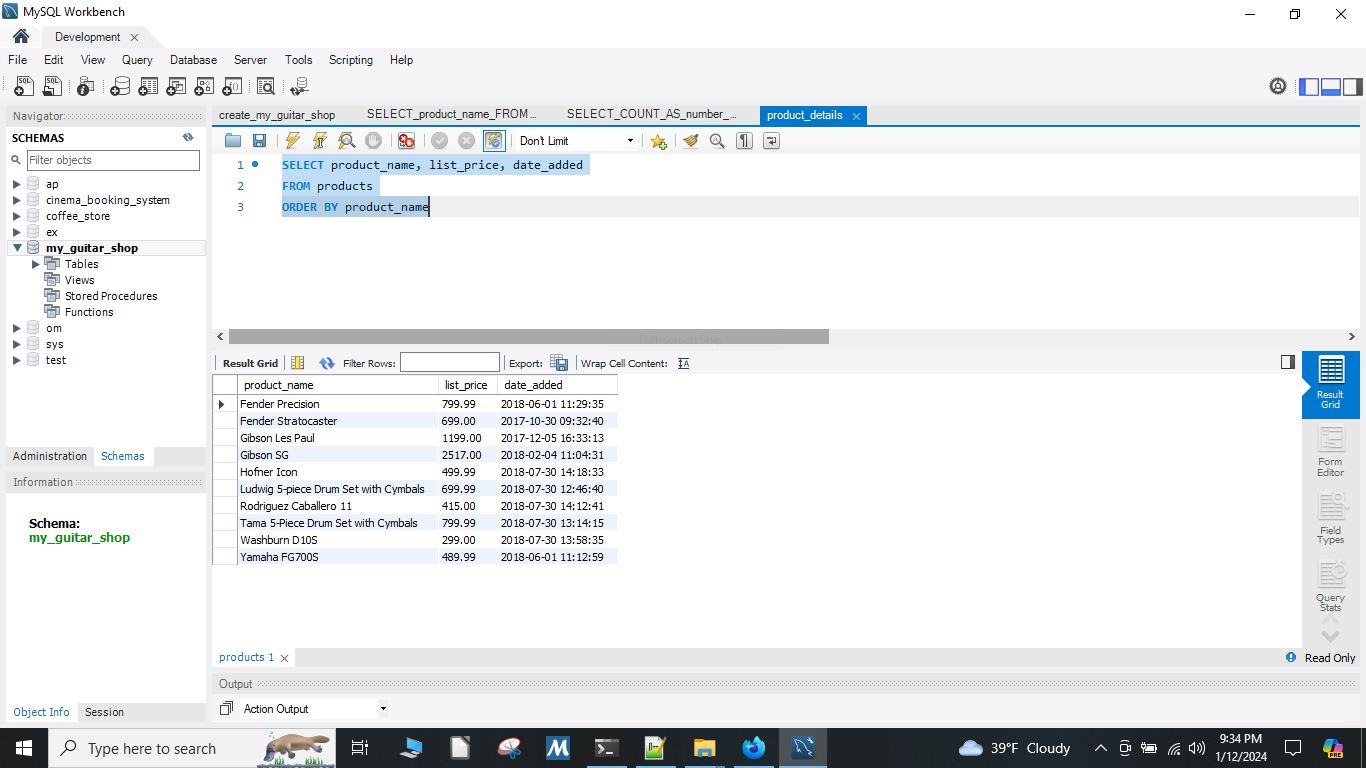 MySQL Workbench
Development
File Edit View Query Database Server Tools Scripting Help
Navigator
SCHEMAS
Filter objects
ap
cinema_booking_system
coffee_store
ex
my_guitar_shop
Tables
Views
Stored Procedures
Functions
om
sys
test
Administration Schemas
Information
Schema:
my_guitar_shop
Object Info Session
create_my_guitar_shop SELECT_product_name_FROM... SELECT_COUNT_AS_number_... product_details
Don't Limit
1 SELECT product_name, list_price, date_added
2 FROM products
3 ORDER BY product_name
Result Grid Filter Rows: Export: Wrap Cell Content:
product_name list_price date_added
Fender Precision 799.99 2018-06-01 11:29:35
Fender Stratocaster 699.00 2017-10-30 09:32:40
Gibson Les Paul 1199.00 2017-12-05 16:33:13
Gibson SG 2517.00 2018-02-04 11:04:31
Hofner Icon 499.99 2018-07-30 14:18:33
Ludwig 5-piece Drum Set with Cymbals 699.99 2018-07-30 12:46:40
Rodriguez Caballero 11 415.00 2018-07-30 14:12:41
Tama 5-Piece Drum Set with Cymbals 799.99 2018-07-30 13:14:15
Washburn D10S 299.00 2018-07-30 13:58:35
Yamaha FG700S 489.99 2018-06-01 11:12:59
Result
Grid
Form
Editor
Field
Types
Query
Stats
products 1
Read Only
Output
Action Output
Type here to search
39°F Cloudy
9:34 PM
1/12/2024